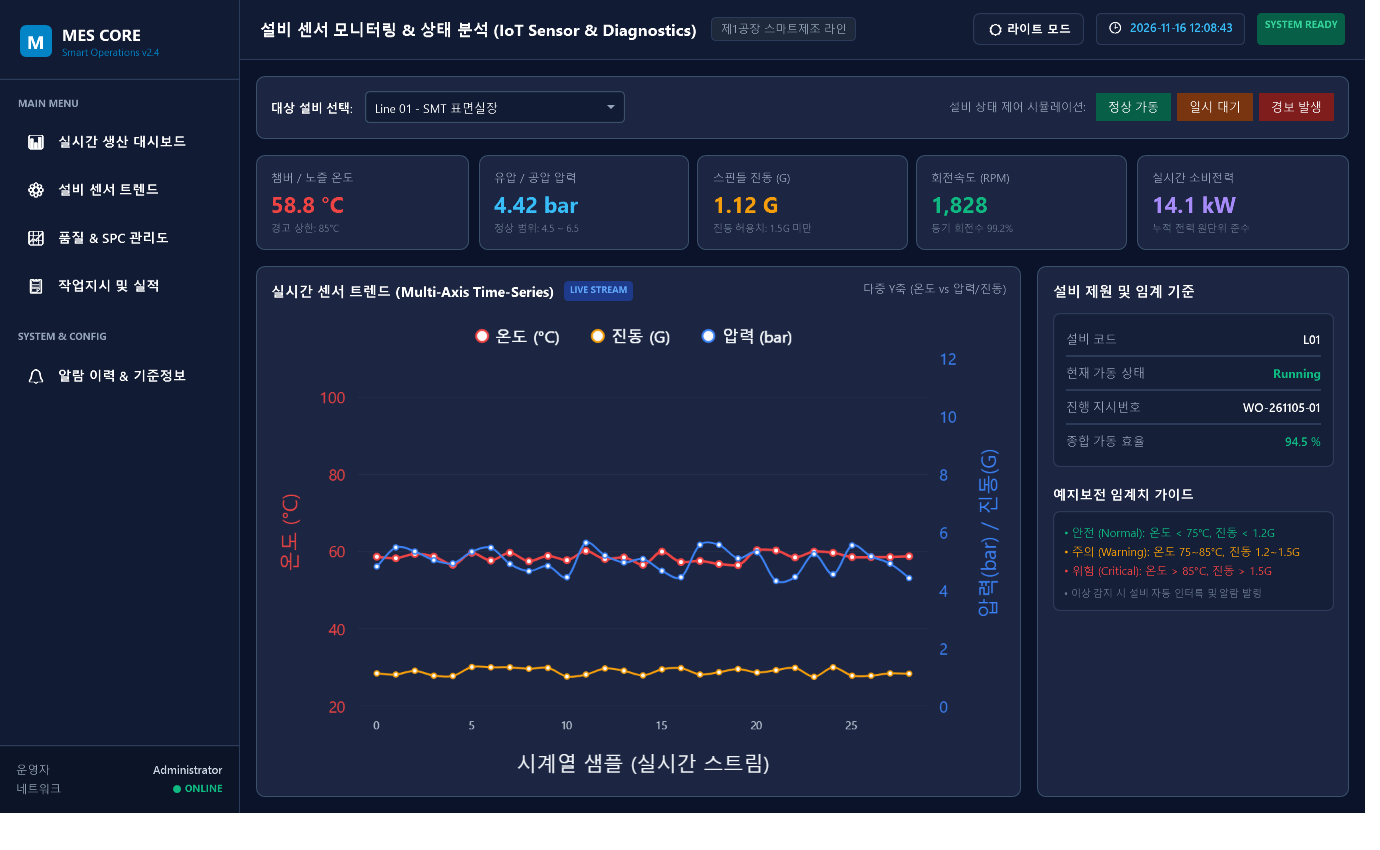 M
MES CORE
Smart Operations v2.4
MAIN MENU
실시간 생산 대시보드
설비 센서 트렌드
품질 & SPC 관리도
작업지시 및 실적
SYSTEM & CONFIG
알람 이력 & 기준정보
운영자 Administrator
네트워크 ONLINE
설비 센서 모니터링 & 상태 분석 (IoT Sensor & Diagnostics)
제1공장 스마트제조 라인
라이트 모드
2026-11-16 12:08:43
SYSTEM READY
대상 설비 선택: Line 01 - SMT 표면실장
설비 상태 제어 시뮬레이션: 정상 가동 일시 대기 경보 발생
챔버 / 노즐 온도
58.8 °C
경고 상한: 85°C
유압 / 공압 압력
4.42 bar
정상 범위: 4.5 ~ 6.5
스핀들 진동 (G)
1.12 G
진동 허용치: 1.5G 미만
회전속도 (RPM)
1,828
동기 회전수 99.2%
실시간 소비전력
14.1 kW
누적 전력 원단위 준수
실시간 센서 트렌드 (Multi-Axis Time-Series) LIVE STREAM
다중 Y축 (온도 vs 압력/진동)
온도 (°C) 진동 (G) 압력 (bar)
100
80
60
40
20
온도 (°C)
12
10
8
6
4
2
0
압력(bar) / 진동(G)
0 5 10 15 20 25
시계열 샘플 (실시간 스트림)
설비 제원 및 임계 기준
설비 코드 L01
현재 가동 상태 Running
진행 지시번호 WO-261105-01
종합 가동 효율 94.5 %
예지보전 임계치 가이드
• 안전 (Normal): 온도 < 75°C, 진동 < 1.2G
• 주의 (Warning): 온도 75~85°C, 진동 1.2~1.5G
• 위험 (Critical): 온도 > 85°C, 진동 > 1.5G
• 이상 감지 시 설비 자동 인터록 및 알람 발령